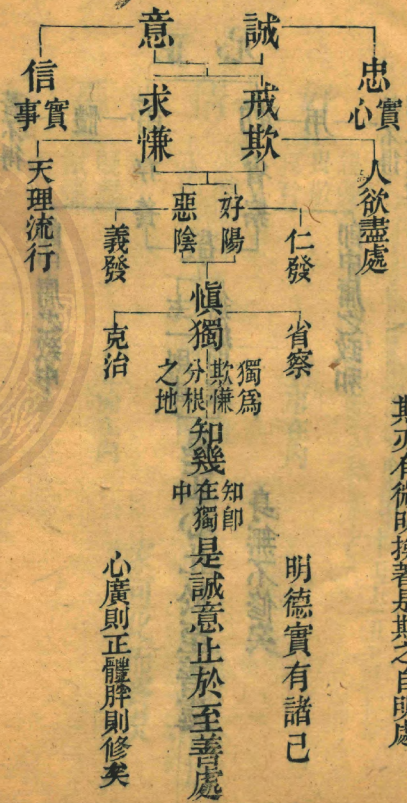 誠意
忠
實心
信
實事
戒欺
求慊
人欲盡處
天理流行
好陽
惡陰
仁發
義發
愼獨
省察
克治
獨爲
欺慊
分根
之地
知幾
知卽
在獨
中
是誠意止於至善處
明德實有諸己
心廣則正體胖則修矣